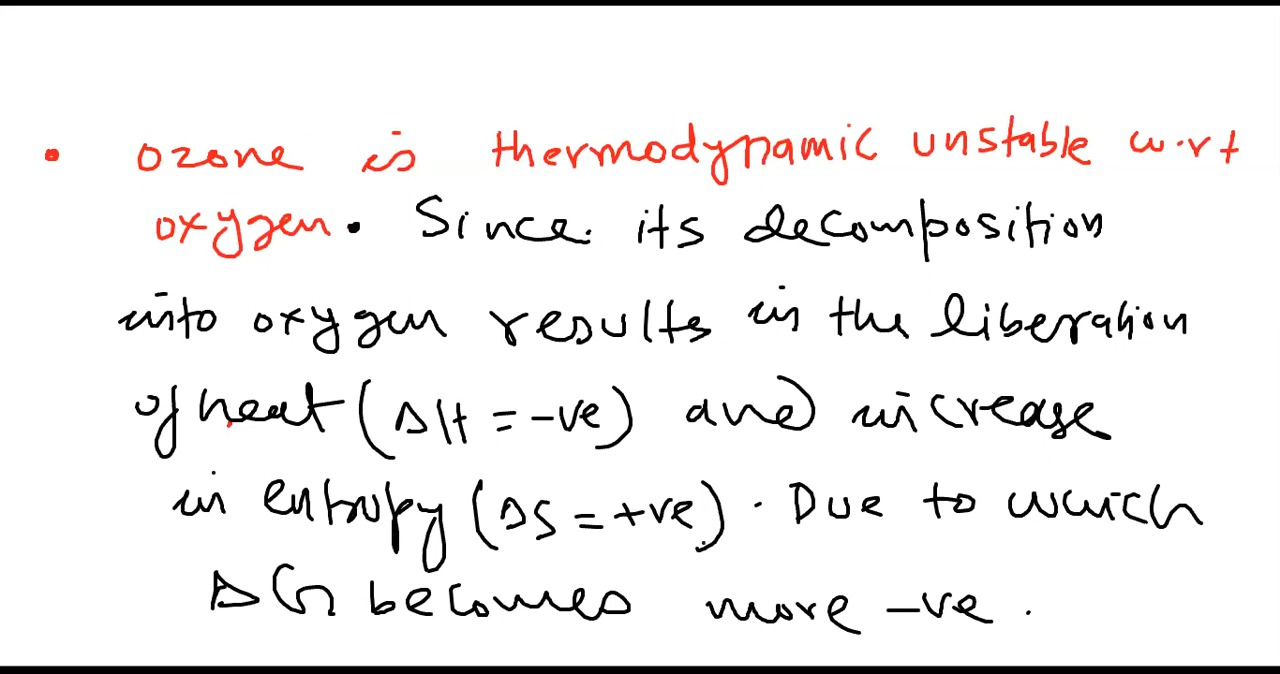 • ozone is thermodynamic unstable w.r.t
oxygen. Since its decomposition
into oxygen results in the liberation
of heat (ΔH = -ve) and increase
in entropy (ΔS = +ve). Due to which
ΔG becomes more -ve.